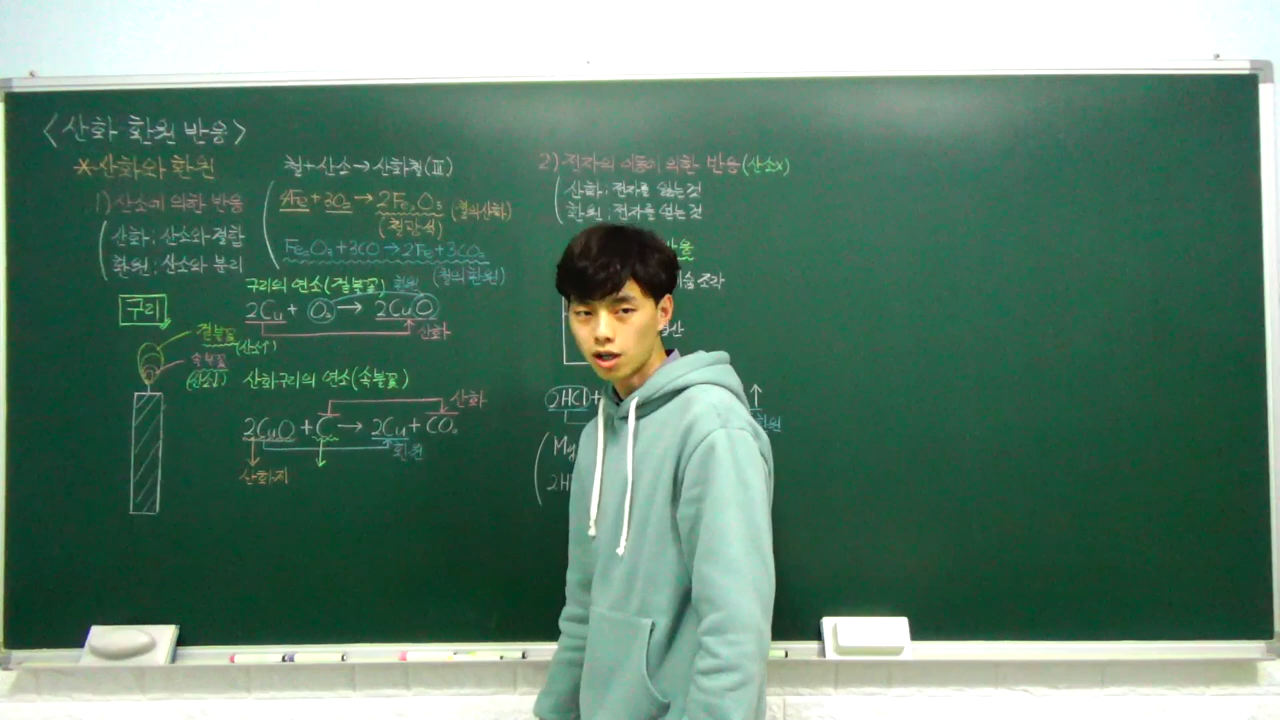 <산화 환원 반응>
*산화와 환원
1) 산소에 의한 반응
산화 : 산소와 결합
환원 : 산소와 분리
구리
겉불꽃
(산소↑)
속불꽃
(산소↓)
철+산소→산화철(Ⅲ)
4Fe+3O₂→2Fe₂O₃ (철의산화)
(철광석)
Fe₂O₃+3CO→2Fe+3CO₂
(철의 환원)
구리의 연소(겉불꽃) 환원
2Cu + O₂ → 2CuO
산화
산화구리의 연소(속불꽃)
산화
2CuO + C → 2Cu + CO₂
환원
산화제
2) 전자의 이동에 의한 반응(산소x)
산화 : 전자를 잃는 것
환원 : 전자를 얻는 것
반응
조각
2HCl+
↑
환원
Mg
2H